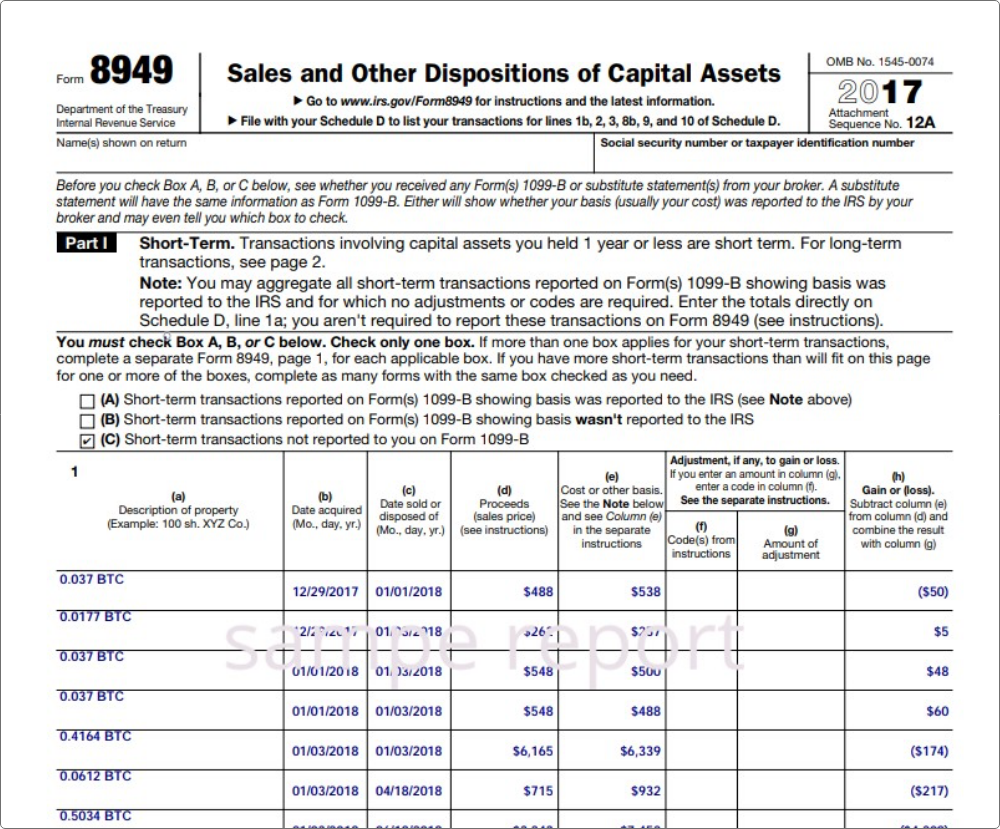 Form 8949
Department of the Treasury
Internal Revenue Service
Sales and Other Dispositions of Capital Assets
▶ Go to www.irs.gov/Form8949 for instructions and the latest information.
▶ File with your Schedule D to list your transactions for lines 1b, 2, 3, 8b, 9, and 10 of Schedule D.
OMB No. 1545-0074
2017
Attachment
Sequence No. 12A
Name(s) shown on return
Social security number or taxpayer identification number
Before you check Box A, B, or C below, see whether you received any Form(s) 1099-B or substitute statement(s) from your broker. A substitute
statement will have the same information as Form 1099-B. Either will show whether your basis (usually your cost) was reported to the IRS by your
broker and may even tell you which box to check.
Part I
Short-Term. Transactions involving capital assets you held 1 year or less are short term. For long-term
transactions, see page 2.
Note: You may aggregate all short-term transactions reported on Form(s) 1099-B showing basis was
reported to the IRS and for which no adjustments or codes are required. Enter the totals directly on
Schedule D, line 1a; you aren't required to report these transactions on Form 8949 (see instructions).
You must check Box A, B, or C below. Check only one box. If more than one box applies for your short-term transactions,
complete a separate Form 8949, page 1, for each applicable box. If you have more short-term transactions than will fit on this page
for one or more of the boxes, complete as many forms with the same box checked as you need.
(A) Short-term transactions reported on Form(s) 1099-B showing basis was reported to the IRS (see Note above)
(B) Short-term transactions reported on Form(s) 1099-B showing basis wasn't reported to the IRS
(C) Short-term transactions not reported to you on Form 1099-B
1
(a)
Description of property
(Example: 100 sh. XYZ Co.)
(b)
Date acquired
(Mo., day, yr.)
(c)
Date sold or
disposed of
(Mo., day, yr.)
(d)
Proceeds
(sales price)
(see instructions)
(e)
Cost or other basis.
See the Note below
and see Column (e)
in the separate
instructions
Adjustment, if any, to gain or loss.
If you enter an amount in column (g),
enter a code in column (f).
See the separate instructions.
(f)
Code(s) from
instructions
(g)
Amount of
adjustment
(h)
Gain or (loss).
Subtract column (e)
from column (d) and
combine the result
with column (g)
0.037 BTC
12/29/2017 01/01/2018 $488 $538 ($50)
0.0177 BTC
$5
sampe report
0.037 BTC
01/01/2018 01/03/2018 $548 $500 $48
0.037 BTC
01/01/2018 01/03/2018 $548 $488 $60
0.4164 BTC
01/03/2018 01/03/2018 $6,165 $6,339 ($174)
0.0612 BTC
01/03/2018 04/18/2018 $715 $932 ($217)
0.5034 BTC